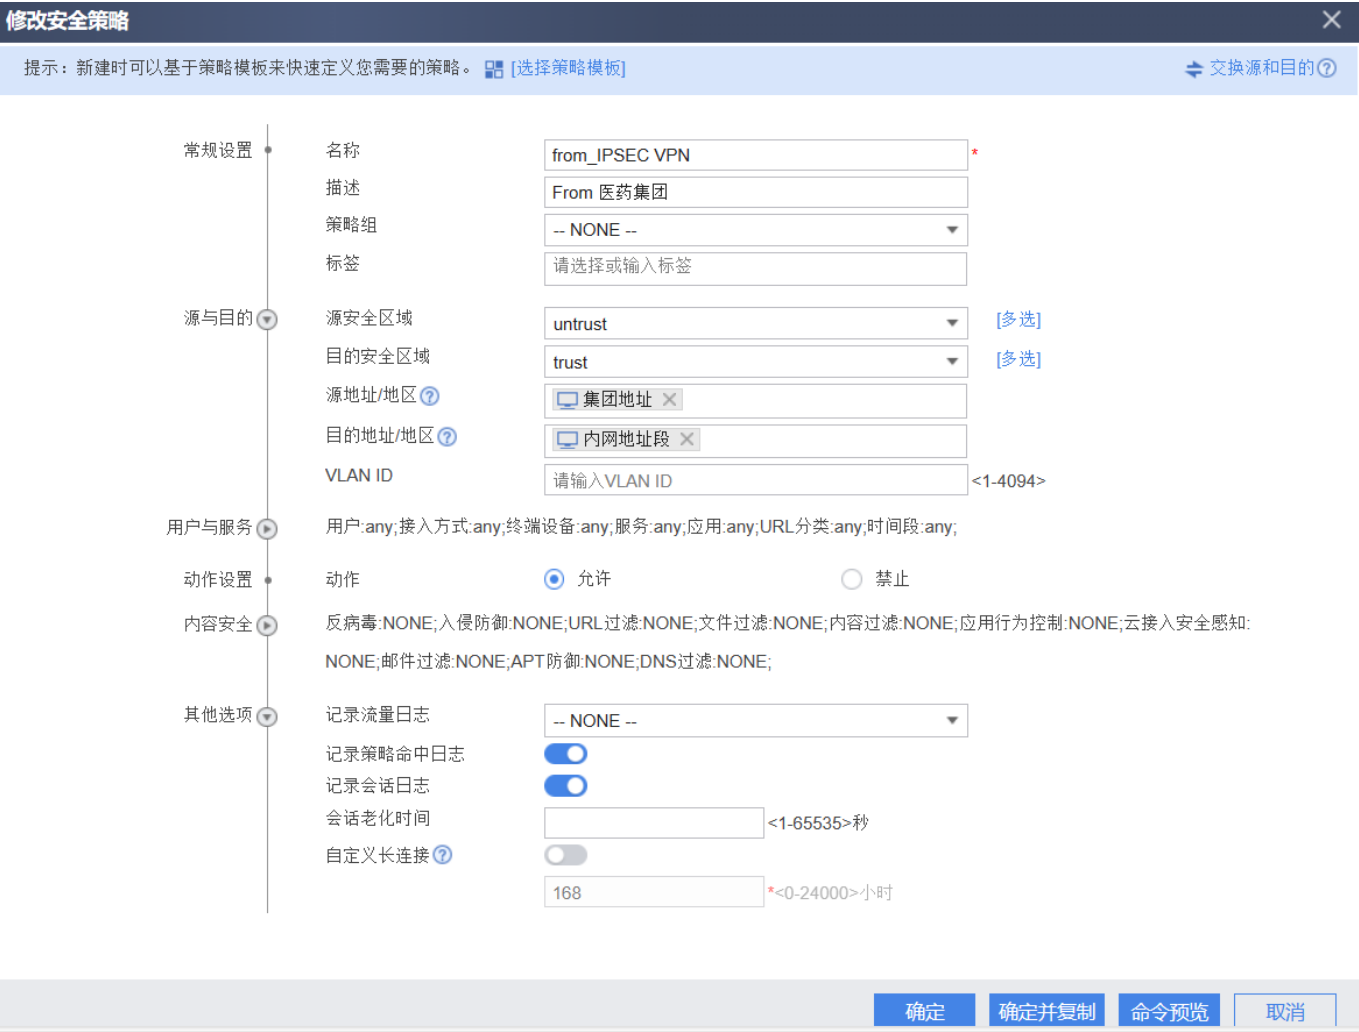 修改安全策略
提示：新建时可以基于策略模板来快速定义您需要的策略。 [选择策略模板] 交换源和目的
常规设置 名称 from_IPSEC VPN *
描述 From 医药集团
策略组 -- NONE --
标签 请选择或输入标签
源与目的 源安全区域 untrust [多选]
目的安全区域 trust [多选]
源地址/地区 集团地址
目的地址/地区 内网地址段
VLAN ID 请输入VLAN ID <1-4094>
用户与服务 用户:any;接入方式:any;终端设备:any;服务:any;应用:any;URL分类:any;时间段:any;
动作设置 动作 允许 禁止
内容安全 反病毒:NONE;入侵防御:NONE;URL过滤:NONE;文件过滤:NONE;内容过滤:NONE;应用行为控制:NONE;云接入安全感知:
NONE;邮件过滤:NONE;APT防御:NONE;DNS过滤:NONE;
其他选项 记录流量日志 -- NONE --
记录策略命中日志
记录会话日志
会话老化时间 <1-65535>秒
自定义长连接
168 *<0-24000>小时
确定 确定并复制 命令预览 取消